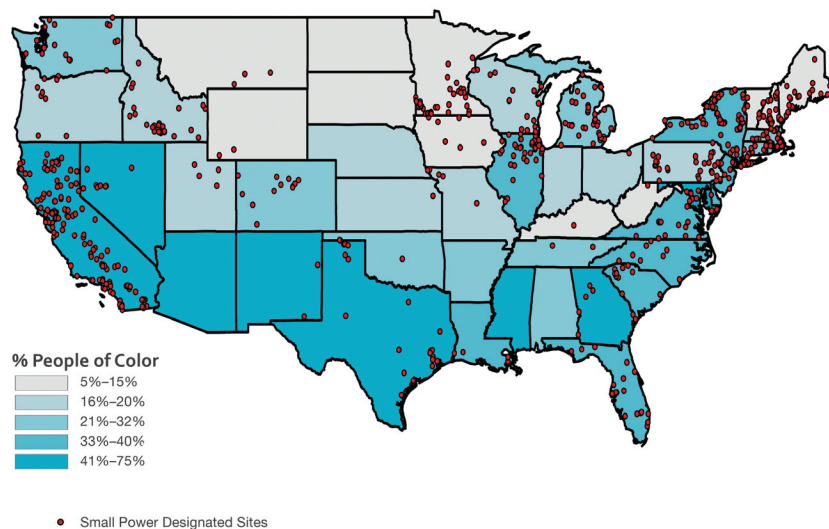 % People of Color
5%–15%
16%–20%
21%–32%
33%–40%
41%–75%
Small Power Designated Sites